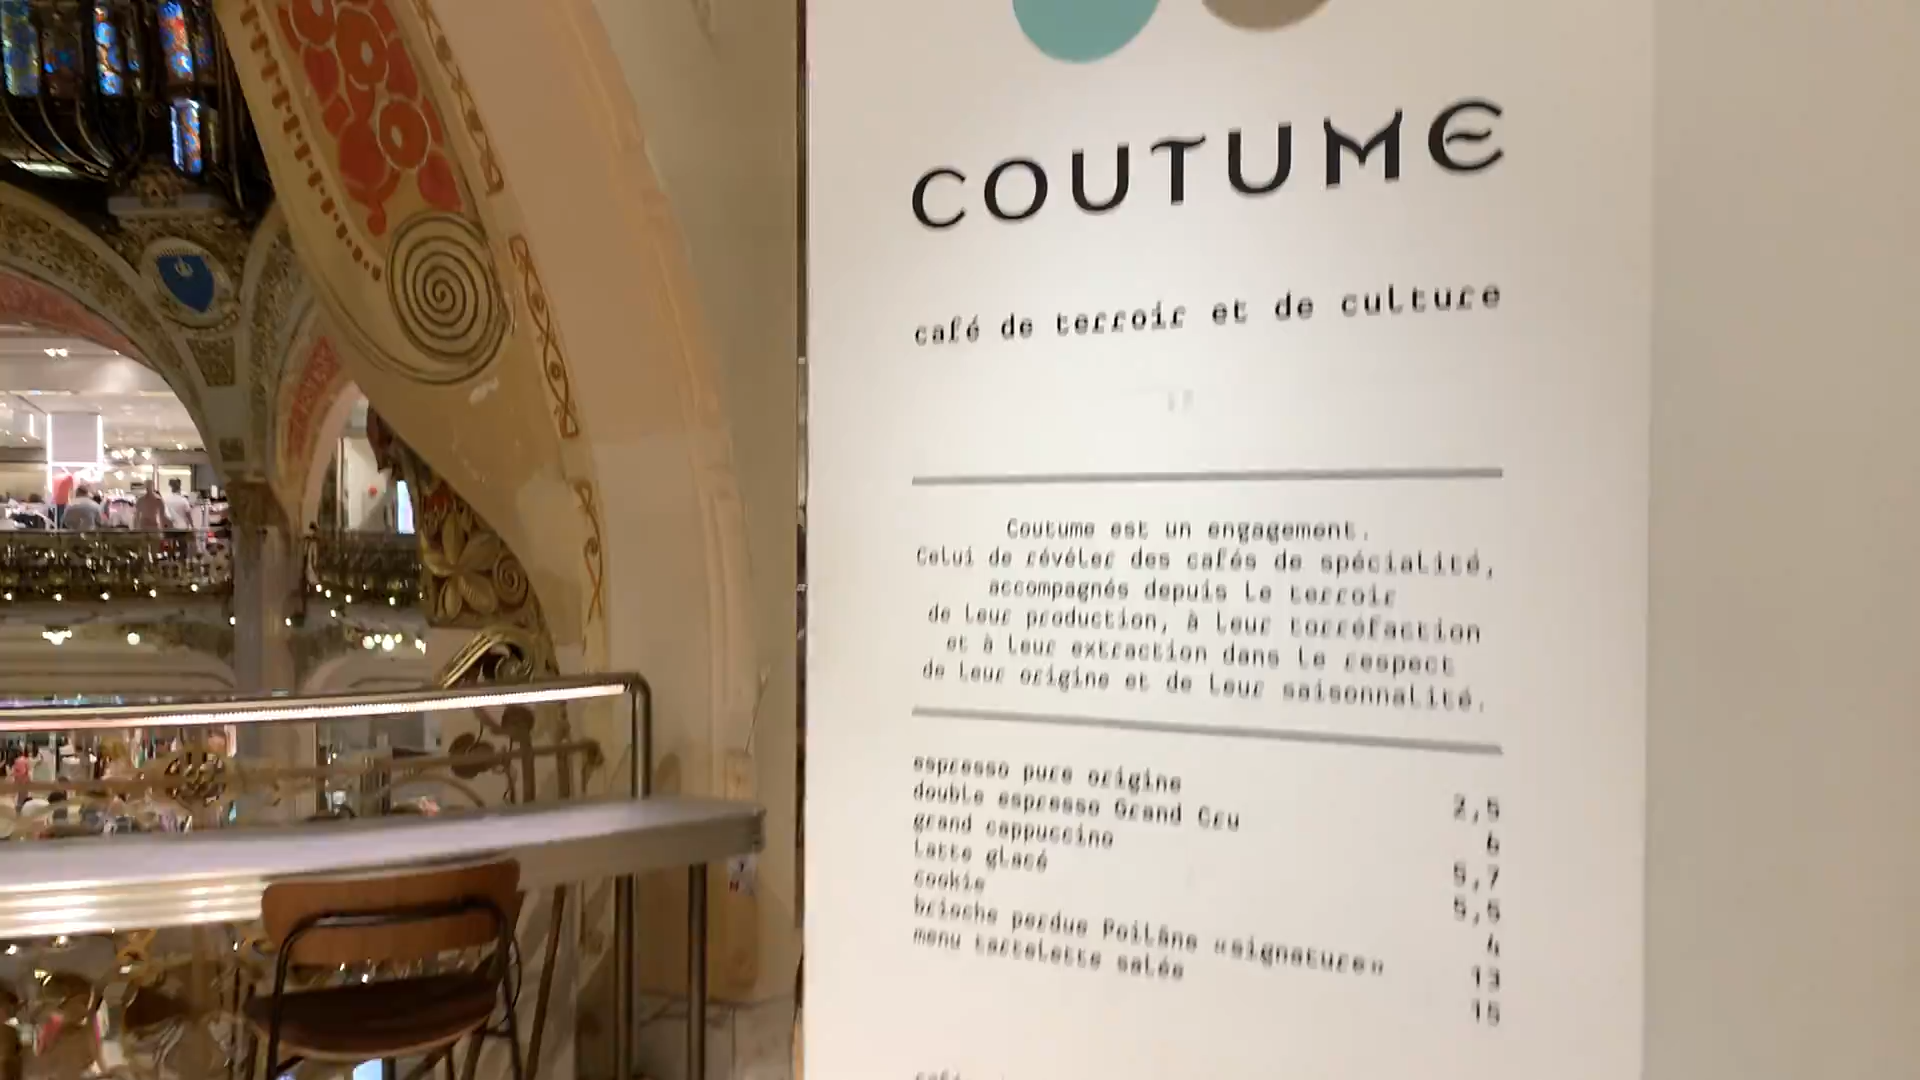 COUTUME
café de terroir et de culture
Coutume est un engagement.
Celui de révéler des cafés de spécialité,
accompagnés depuis le terroir
de leur production, à leur torréfaction
et à leur extraction dans le respect
de leur origine et de leur saisonnalité.
espresso pure origine 2,5
double espresso Grand Cru 6
grand cappuccino 5,7
latte glacé 5,5
cookie 4
brioche perdue Poilâne «signature» 13
menu tartelette salée 15